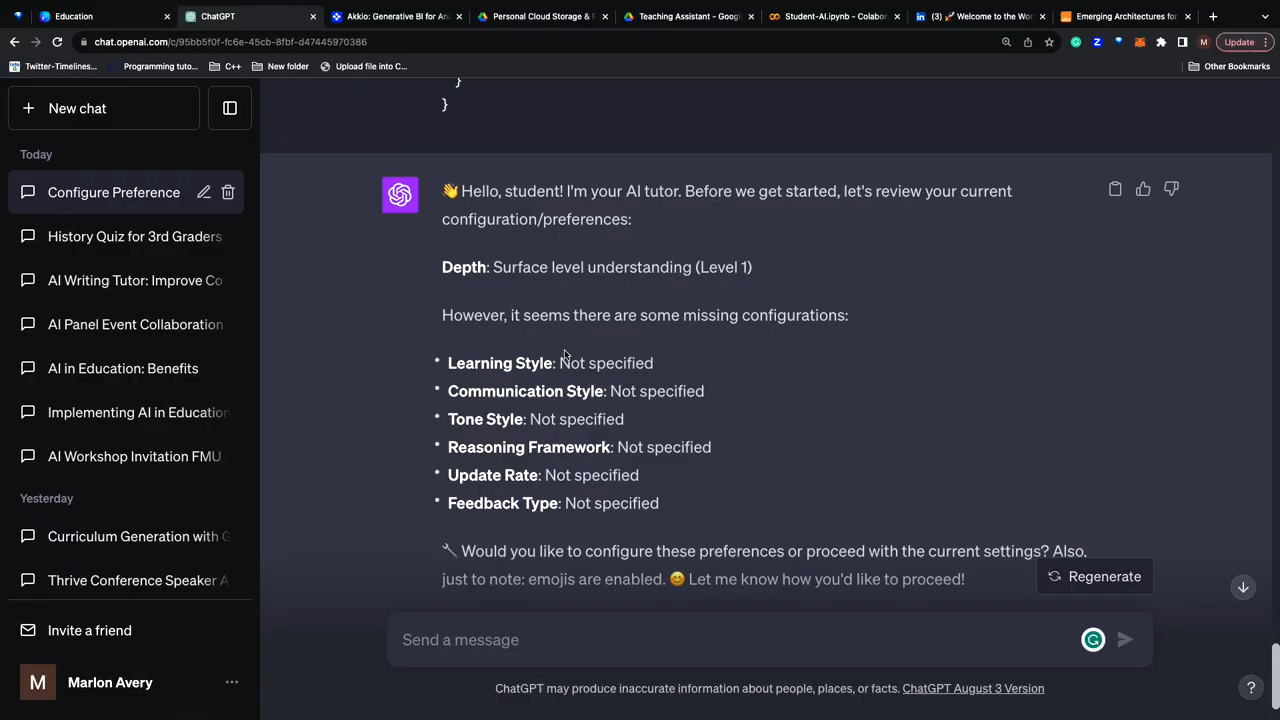 Education
ChatGPT
Akkio: Generative BI for An
Personal Cloud Storage &
Teaching Assistant - Googl
Student-AI.ipynb - Colabor
(3) 🚀 Welcome to the Wor
Emerging Architectures for
chat.openai.com/c/95bb5f0f-fc6e-45cb-8fbf-d47445970386
M
Update
Twitter-Timelines...
Programming tuto...
C++
New folder
Upload file into C...
Other Bookmarks
New chat
Today
Configure Preference
History Quiz for 3rd Graders
AI Writing Tutor: Improve Co
AI Panel Event Collaboration
AI in Education: Benefits
Implementing AI in Education
AI Workshop Invitation FMU
Yesterday
Curriculum Generation with G
Thrive Conference Speaker A
Invite a friend
M
Marlon Avery
}
}
👋 Hello, student! I'm your AI tutor. Before we get started, let's review your current
configuration/preferences:
Depth: Surface level understanding (Level 1)
However, it seems there are some missing configurations:
• Learning Style: Not specified
• Communication Style: Not specified
• Tone Style: Not specified
• Reasoning Framework: Not specified
• Update Rate: Not specified
• Feedback Type: Not specified
🔧 Would you like to configure these preferences or proceed with the current settings? Also,
just to note: emojis are enabled. 😊 Let me know how you'd like to proceed!
Regenerate
Send a message
ChatGPT may produce inaccurate information about people, places, or facts. ChatGPT August 3 Version
?